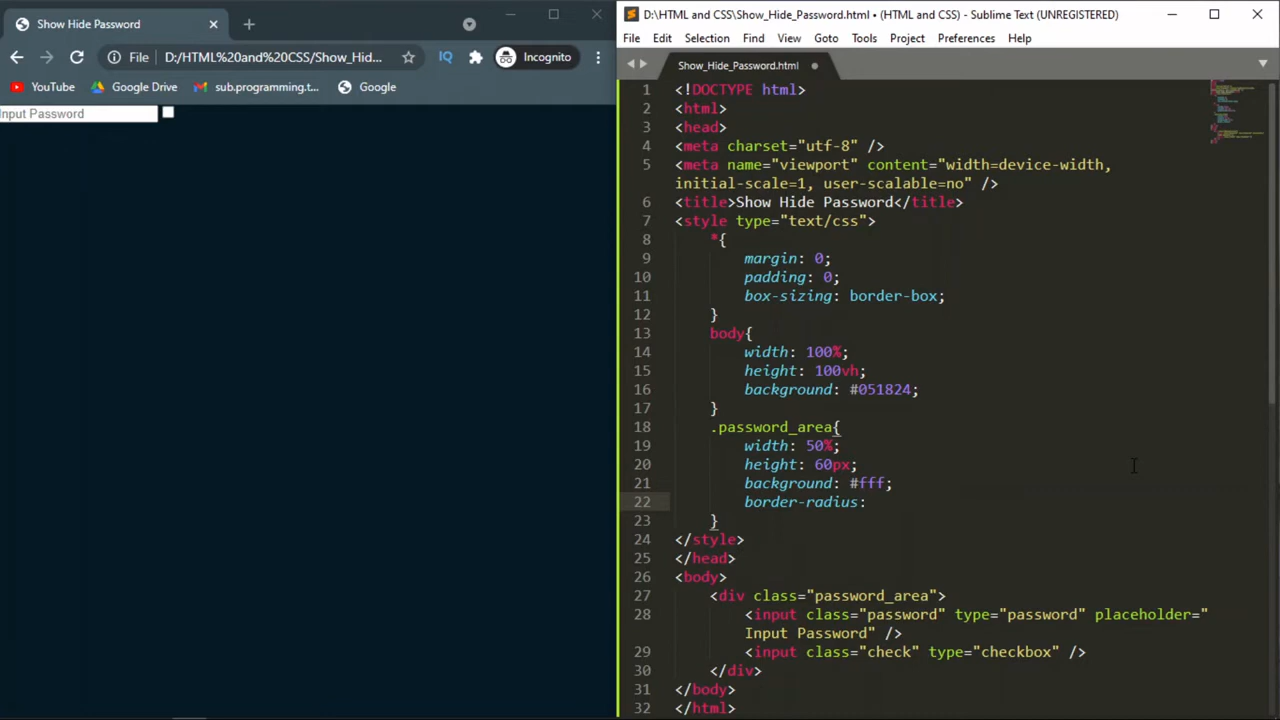 Show Hide Password
File D:/HTML%20and%20CSS/Show_Hid... IQ Incognito
YouTube Google Drive sub.programming.t... Google
Input Password
D:\HTML and CSS\Show_Hide_Password.html • (HTML and CSS) - Sublime Text (UNREGISTERED)
File Edit Selection Find View Goto Tools Project Preferences Help
Show_Hide_Password.html
1 <!DOCTYPE html>
2 <html>
3 <head>
4 <meta charset="utf-8" />
5 <meta name="viewport" content="width=device-width,
initial-scale=1, user-scalable=no" />
6 <title>Show Hide Password</title>
7 <style type="text/css">
8 *{
9 margin: 0;
10 padding: 0;
11 box-sizing: border-box;
12 }
13 body{
14 width: 100%;
15 height: 100vh;
16 background: #051824;
17 }
18 .password_area{
19 width: 50%;
20 height: 60px;
21 background: #fff;
22 border-radius:
23 }
24 </style>
25 </head>
26 <body>
27 <div class="password_area">
28 <input class="password" type="password" placeholder="
Input Password" />
29 <input class="check" type="checkbox" />
30 </div>
31 </body>
32 </html>